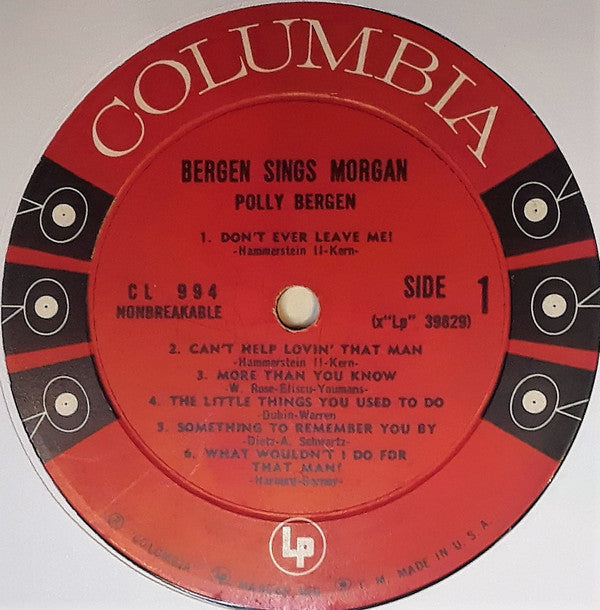 COLUMBIA
BERGEN SINGS MORGAN
POLLY BERGEN
1. DON'T EVER LEAVE ME!
-Hammerstein II-Kern-
CL 994
NONBREAKABLE
SIDE 1
(x"Lp" 39829)
2. CAN'T HELP LOVIN' THAT MAN
-Hammerstein II-Kern-
3. MORE THAN YOU KNOW
-W. Rose-Eliscu-Youmans-
4. THE LITTLE THINGS YOU USED TO DO
-Dubin-Warren
5. SOMETHING TO REMEMBER YOU BY
-Dietz-A. Schwartz-
6. WHAT WOULDN'T I DO FOR
THAT MAN!
-Harburg-Gorney-
Lp
COLUMBIA MADE IN U. S. A.